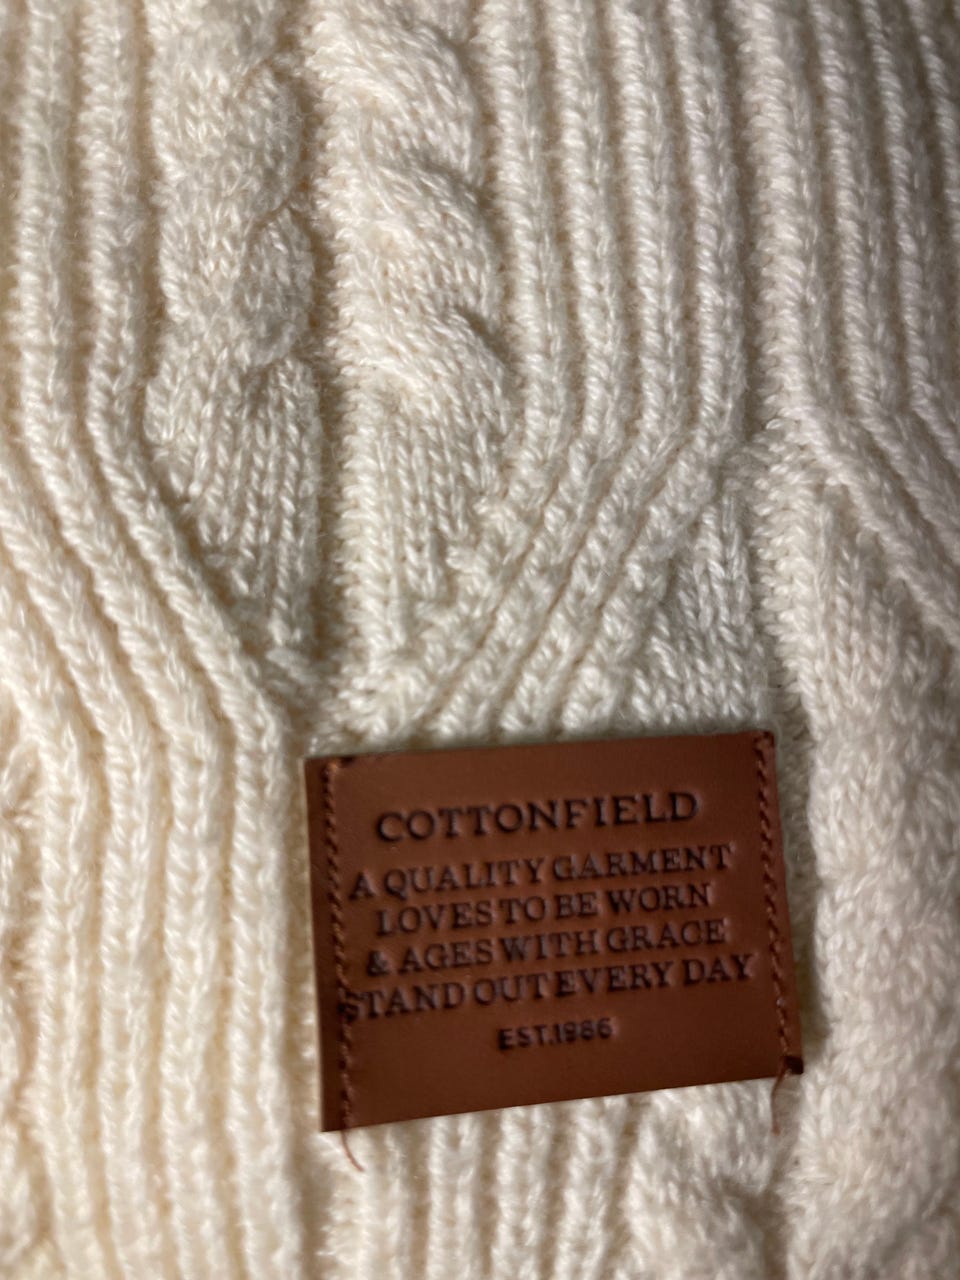 COTTONFIELD
A QUALITY GARMENT
LOVES TO BE WORN
& AGES WITH GRACE
STAND OUT EVERY DAY
EST.1986